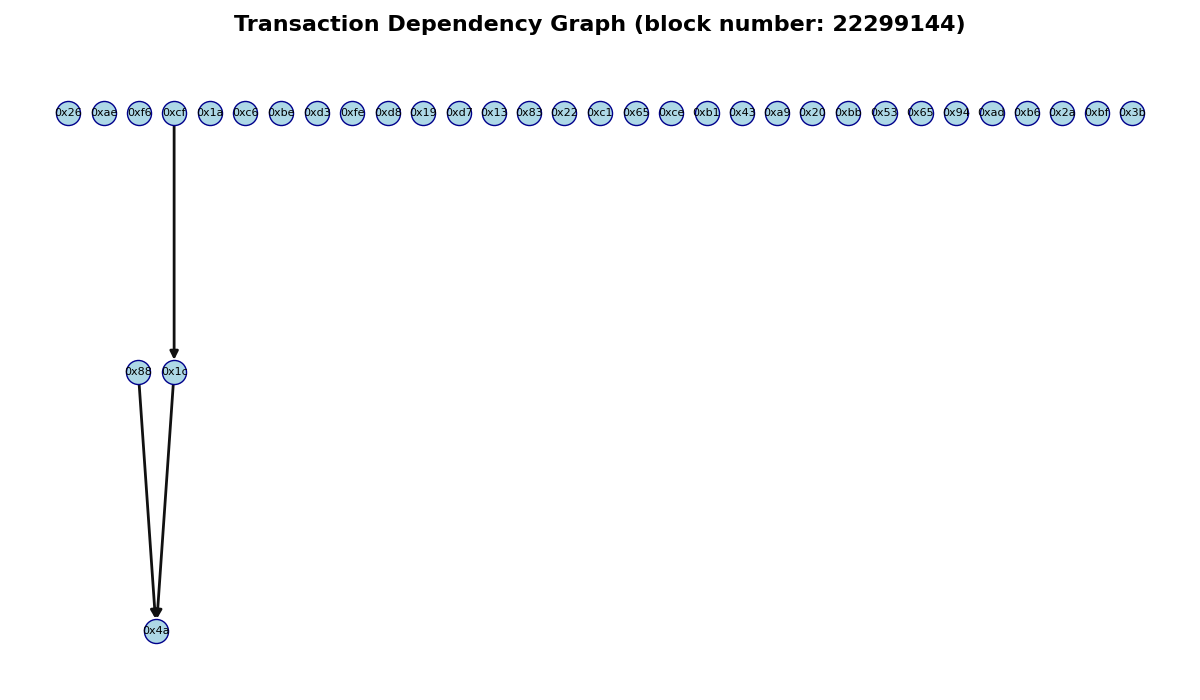 Transaction Dependency Graph (block number: 22299144)
0x26 0xae 0xf6 0xcf 0x1a 0xc6 0xbe 0xd3 0xfe 0xd8 0x19 0xd7 0x13 0x83 0x22 0xc1 0x65 0xce 0xb1 0x43 0xa9 0x20 0xbb 0x53 0x65 0x94 0xad 0xb6 0x2a 0xbf 0x3b
0x88 0x1c
0x4a